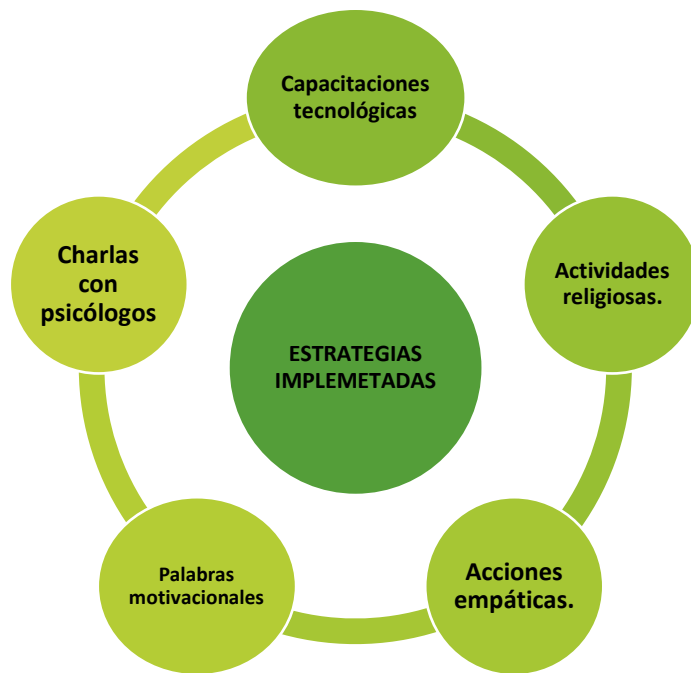 Capacitaciones
tecnológicas
Actividades
religiosas.
Acciones
empáticas.
Palabras
motivacionales
Charlas
con
psicólogos
ESTRATEGIAS
IMPLEMETADAS